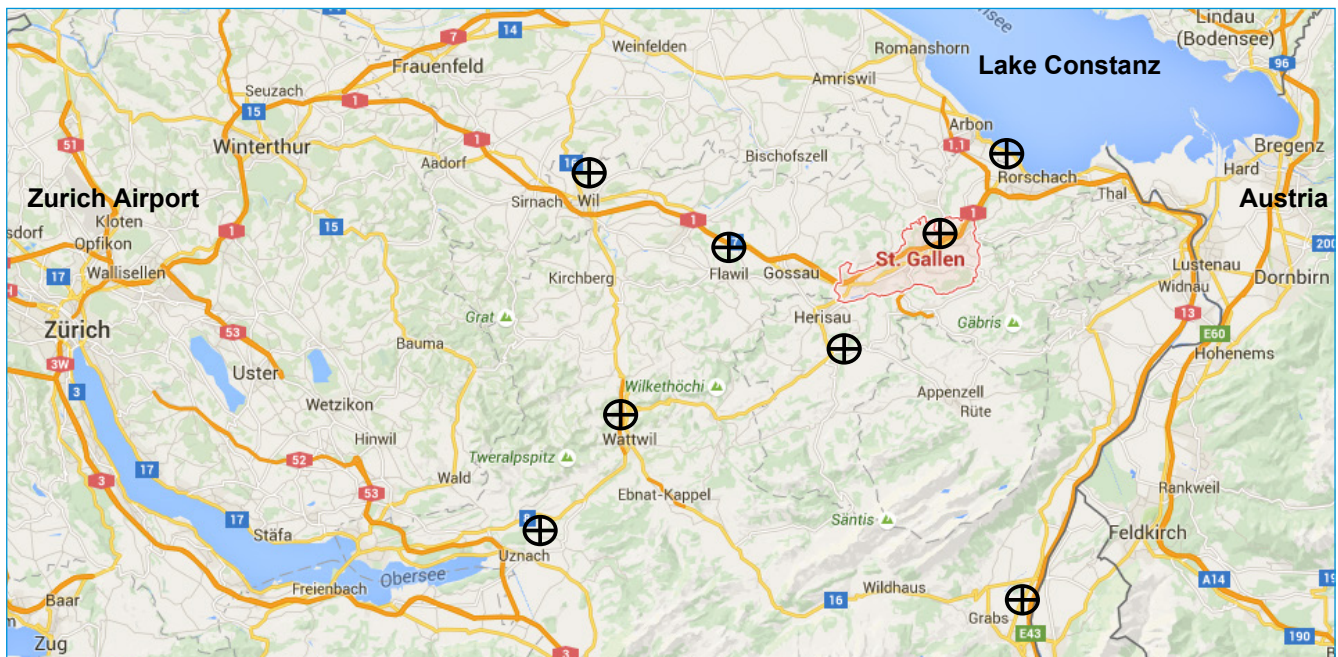 Lindau
(Bodensee)
14
7
Weinfelden
Romanshorn
Frauenfeld
Lake Constanz
96
Amriswil
Seuzach
1
15
Arbon
51
Winterthur
1
1.1
Bregenz
Aadorf
16
Bischofszell
Hard
Rorschach
Zurich Airport
Sirnach
Wil
Thal
Austria
Kloten
1
15
1
1
Opfikon
200
17
Wallisellen
Flawil
Gossau
St. Gallen
Lustenau
Kirchberg
Widnau
Dornbirn
13
Zürich
53
Grat
Herisau
Gäbris
E60
Bauma
Hohenems
3W
Uster
3
Wilkethöchi
Appenzell
Rüte
Wetzikon
Hinwil
Wattwil
52
Tweralpspitz
17
3
53
Wald
Rankweil
Ebnat-Kappel
17
8
Säntis
Stäfa
Feldkirch
Uznach
Obersee
Freienbach
Wildhaus
A14
Baar
16
Grabs
E43
190
Zug
3